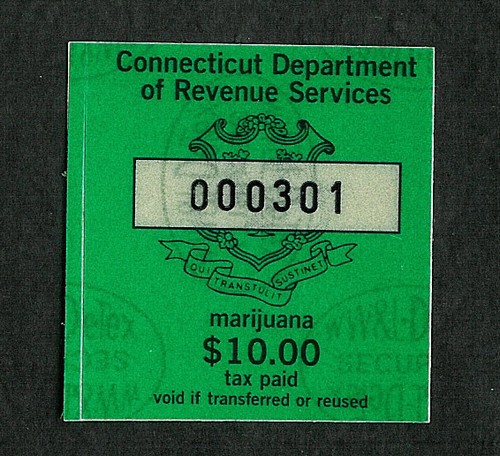 Connecticut Department
of Revenue Services
000301
QUI TRANSTULIT SUSTINET
marijuana
$10.00
tax paid
void if transferred or reused